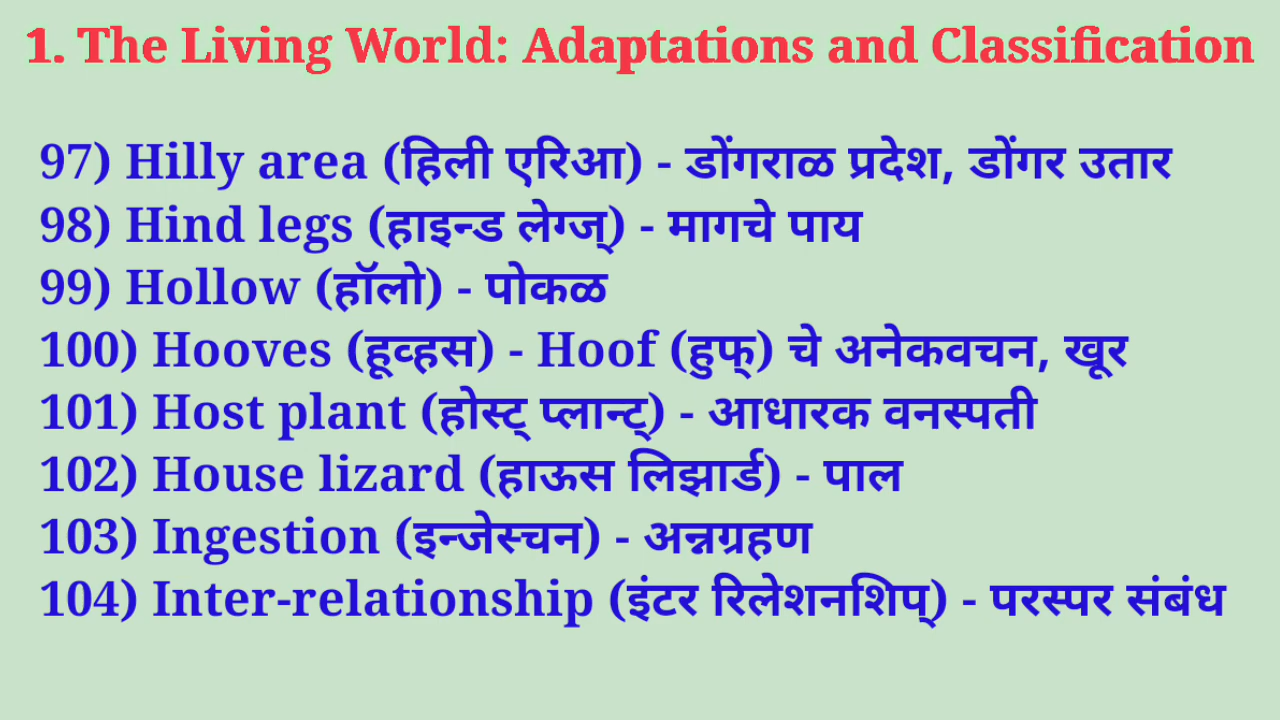 1. The Living World: Adaptations and Classification
97) Hilly area (हिली एरिआ) - डोंगराळ प्रदेश, डोंगर उतार
98) Hind legs (हाइन्ड लेग्ज्) - मागचे पाय
99) Hollow (हॉलो) - पोकळ
100) Hooves (हूव्हस) - Hoof (हुफ्) चे अनेकवचन, खूर
101) Host plant (होस्ट् प्लान्ट्) - आधारक वनस्पती
102) House lizard (हाऊस लिझार्ड) - पाल
103) Ingestion (इन्जेस्चन) - अन्नग्रहण
104) Inter-relationship (इंटर रिलेशनशिप्) - परस्पर संबंध